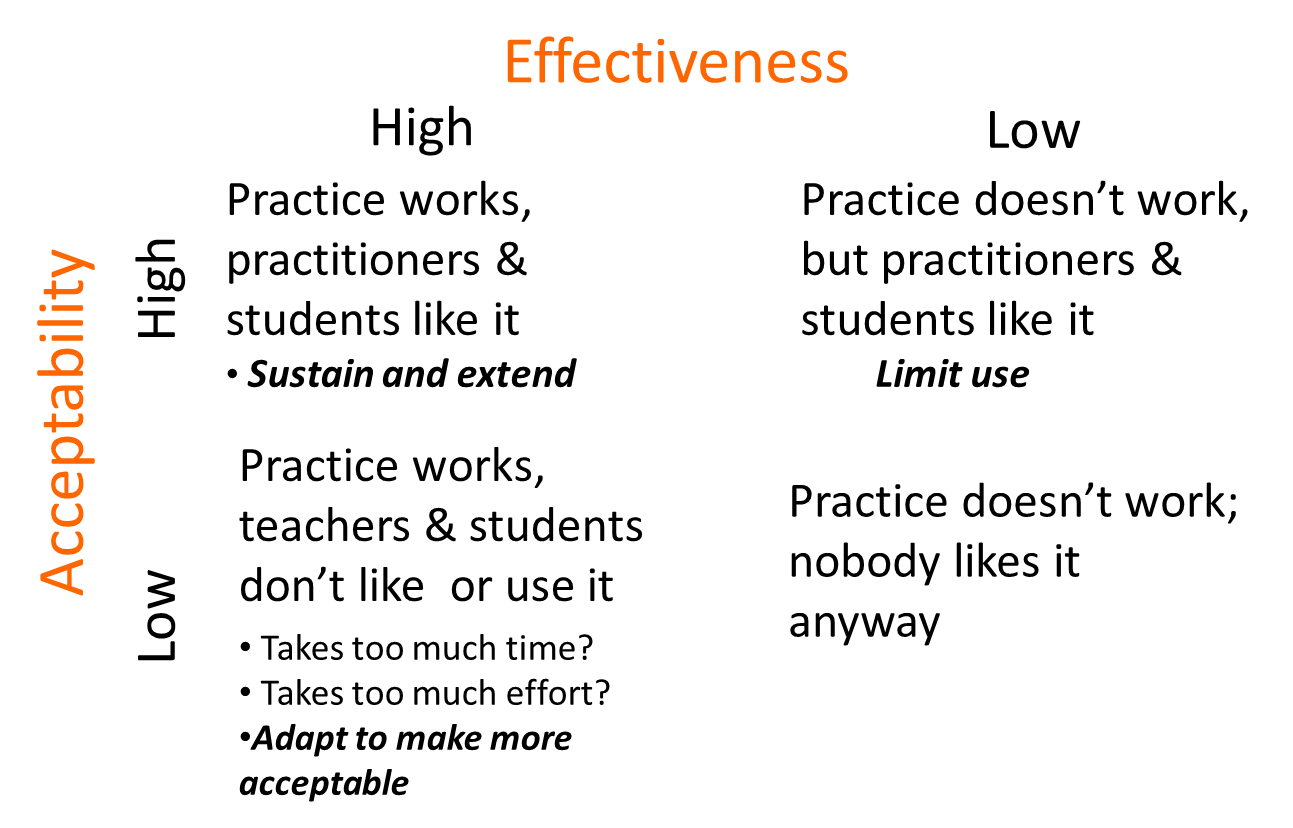 Effectiveness
High
Low
Acceptability
High
Practice works,
practitioners &
students like it
• Sustain and extend
Practice doesn’t work,
but practitioners &
students like it
Limit use
Low
Practice works,
teachers & students
don’t like  or use it
• Takes too much time?
• Takes too much effort?
•Adapt to make more
acceptable
Practice doesn’t work;
nobody likes it
anyway